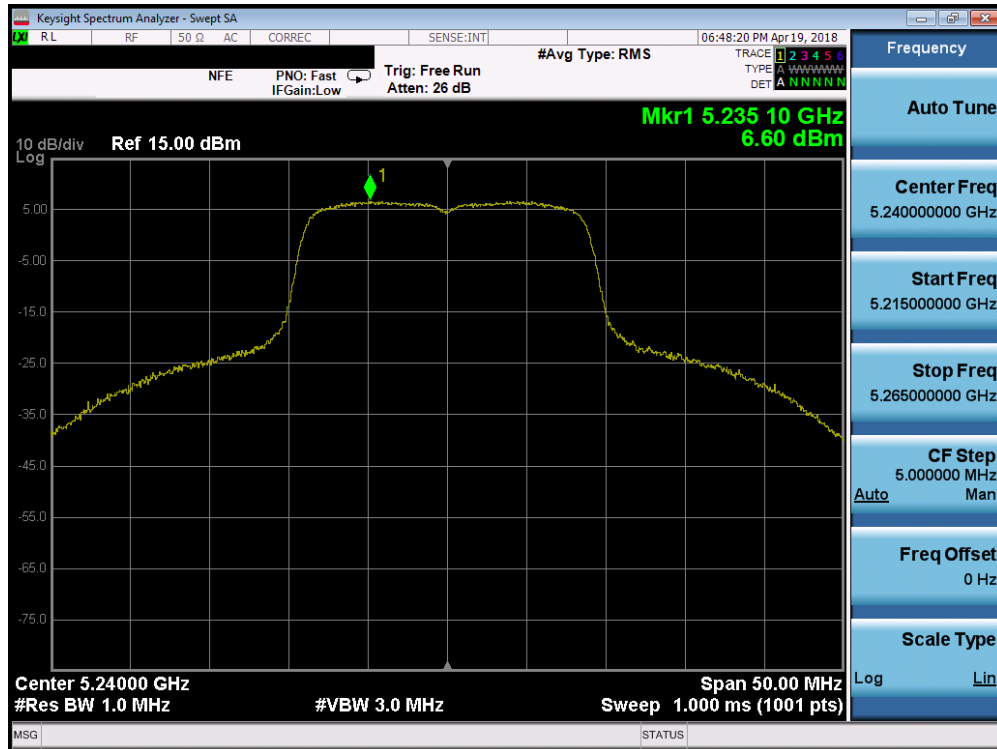 Keysight Spectrum Analyzer - Swept SA
LXI RL RF 50 Ω AC CORREC SENSE:INT 06:48:20 PM Apr 19, 2018
Frequency
#Avg Type: RMS TRACE 1 2 3 4 5 6
NFE PNO: Fast Trig: Free Run TYPE A WWWWW
IFGain:Low Atten: 26 dB DET A N N N N N
Auto Tune
Mkr1 5.235 10 GHz
10 dB/div Ref 15.00 dBm 6.60 dBm
Log
1
5.00
-5.00
-15.0
-25.0
-35.0
-45.0
-55.0
-65.0
-75.0
Center Freq
5.240000000 GHz
Start Freq
5.215000000 GHz
Stop Freq
5.265000000 GHz
CF Step
5.000000 MHz
Auto Man
Freq Offset
0 Hz
Scale Type
Log Lin
Center 5.24000 GHz Span 50.00 MHz
#Res BW 1.0 MHz #VBW 3.0 MHz Sweep 1.000 ms (1001 pts)
MSG STATUS